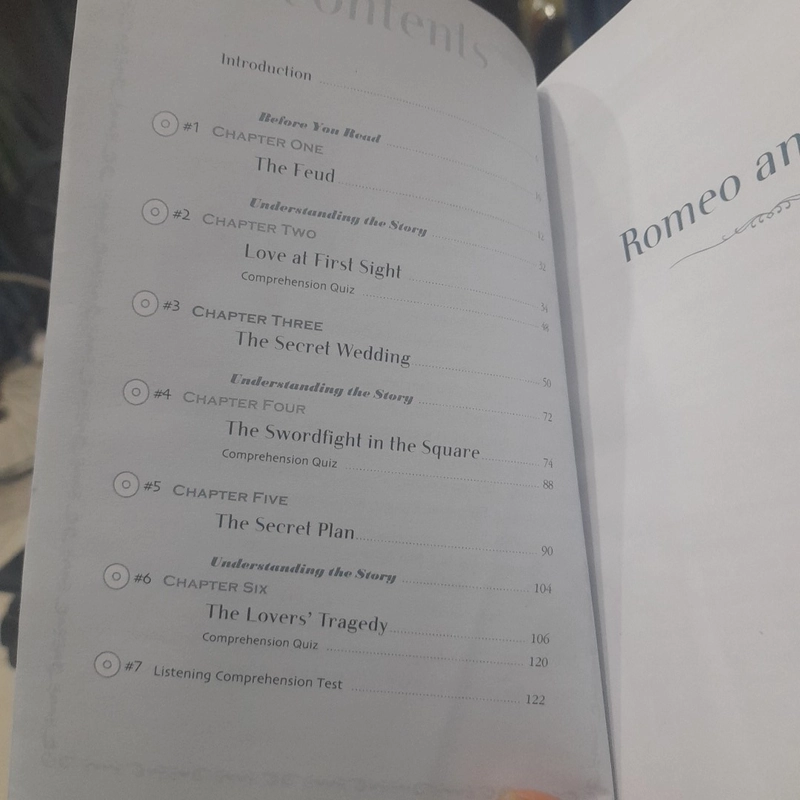 Contents
Introduction
Before You Read
#1 CHAPTER ONE
The Feud
Understanding the Story 32
#2 CHAPTER TWO
Love at First Sight 34
Comprehension Quiz 48
#3 CHAPTER THREE
The Secret Wedding 50
Understanding the Story 72
#4 CHAPTER FOUR
The Swordfight in the Square 74
Comprehension Quiz 88
#5 CHAPTER FIVE
The Secret Plan 90
Understanding the Story 104
#6 CHAPTER SIX
The Lovers' Tragedy 106
Comprehension Quiz 120
#7 Listening Comprehension Test 122
Romeo an